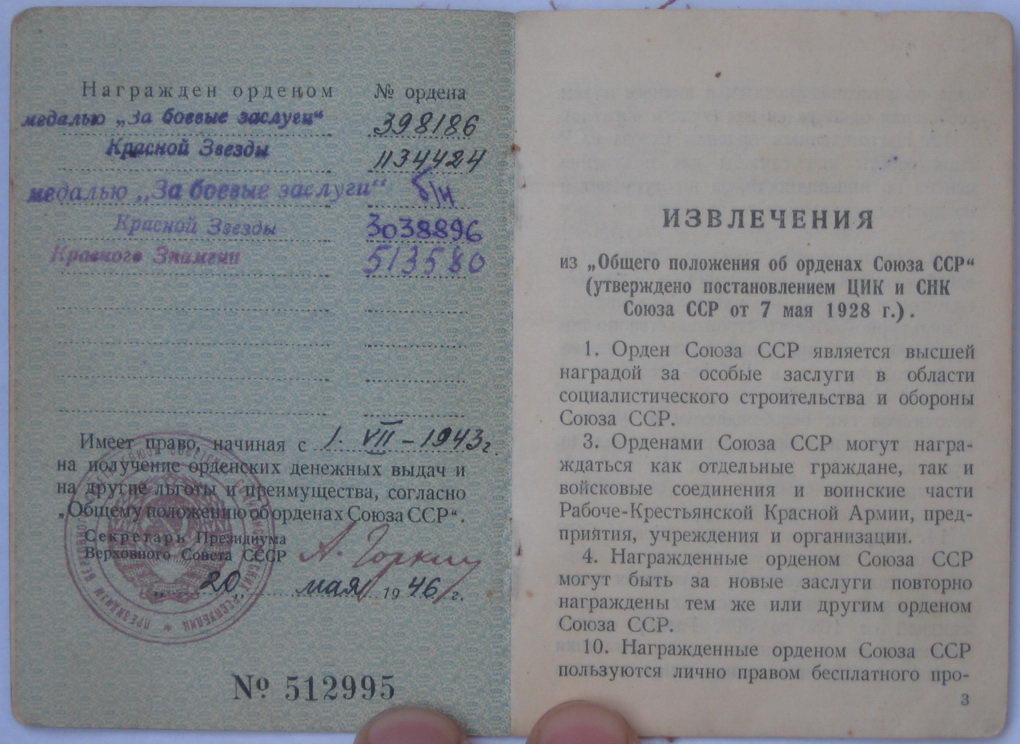 Награжден орденом № ордена
медалью „За боевые заслуги“ 398186
Красной Звезды 1134424
медалью „За боевые заслуги“ б/н
Красной Звезды 3038896
Красного Знамени 513580
Имеет право, начиная с 1. VII – 1943 г.
на получение орденских денежных выдач и
на другие льготы и преимущества, согласно
„Общему положению об орденах Союза ССР“.
Секретарь Президиума
Верховного Совета СССР А. Горкин
„20„ мая 1946 г.
№ 512995
ИЗВЛЕЧЕНИЯ
из „Общего положения об орденах Союза ССР“
(утверждено постановлением ЦИК и СНК
Союза ССР от 7 мая 1928 г.).
1. Орден Союза ССР является высшей
наградой за особые заслуги в области
социалистического строительства и обороны
Союза ССР.
3. Орденами Союза ССР могут награ-
ждаться как отдельные граждане, так и
войсковые соединения и воинские части
Рабоче-Крестьянской Красной Армии, пред-
приятия, учреждения и организации.
4. Награжденные орденом Союза ССР
могут быть за новые заслуги повторно
награждены тем же или другим орденом
Союза ССР.
10. Награжденные орденом Союза ССР
пользуются лично правом бесплатного про-
3